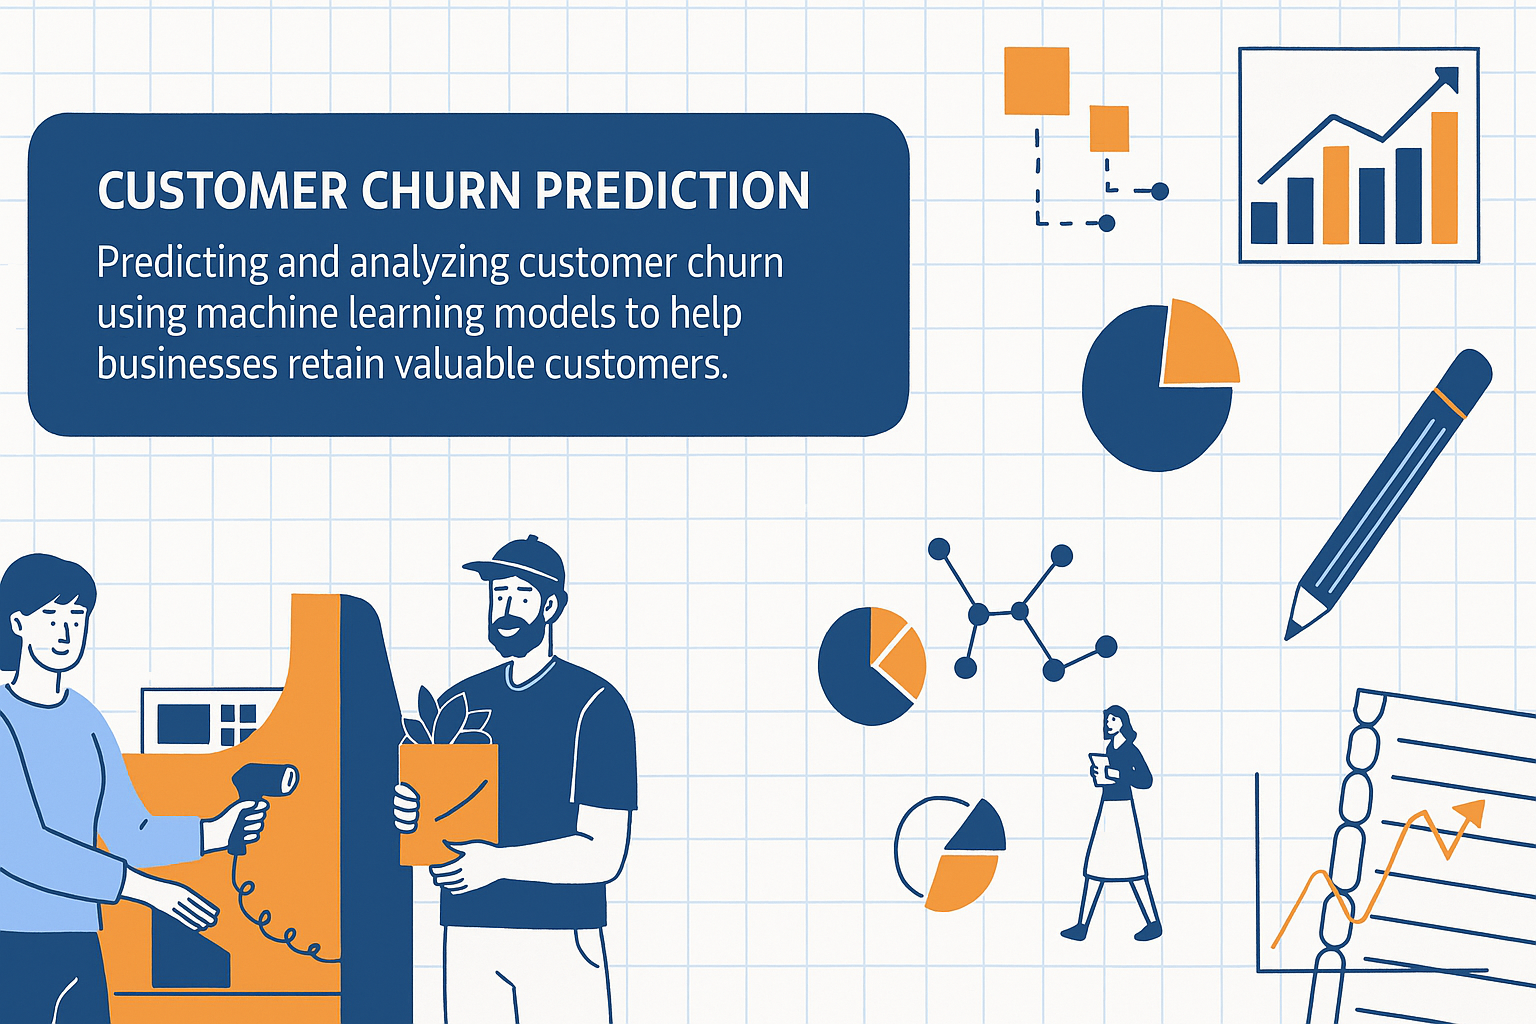 CUSTOMER CHURN PREDICTION
Predicting and analyzing customer churn
using machine learning models to help
businesses retain valuable customers.